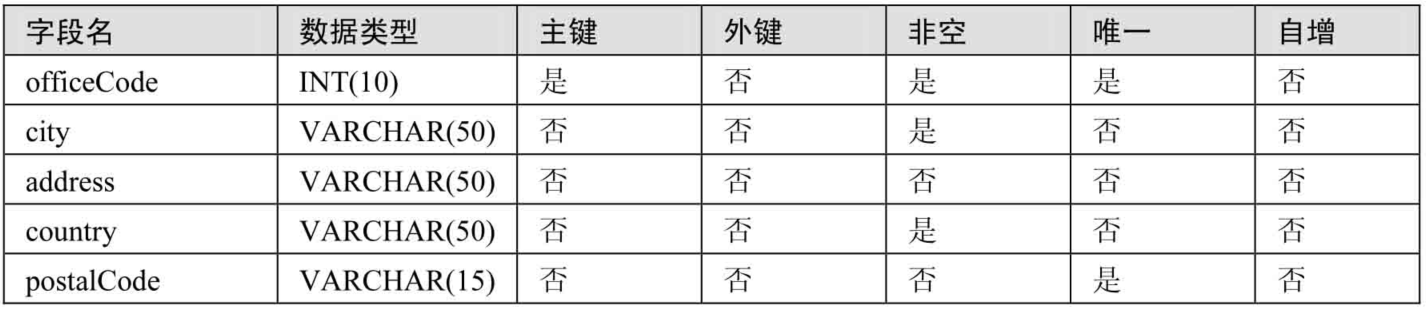 字段名 数据类型 主键 外键 非空 唯一 自增
officeCode INT(10) 是 否 是 是 否
city VARCHAR(50) 否 否 是 否 否
address VARCHAR(50) 否 否 否 否 否
country VARCHAR(50) 否 否 是 否 否
postalCode VARCHAR(15) 否 否 否 是 否